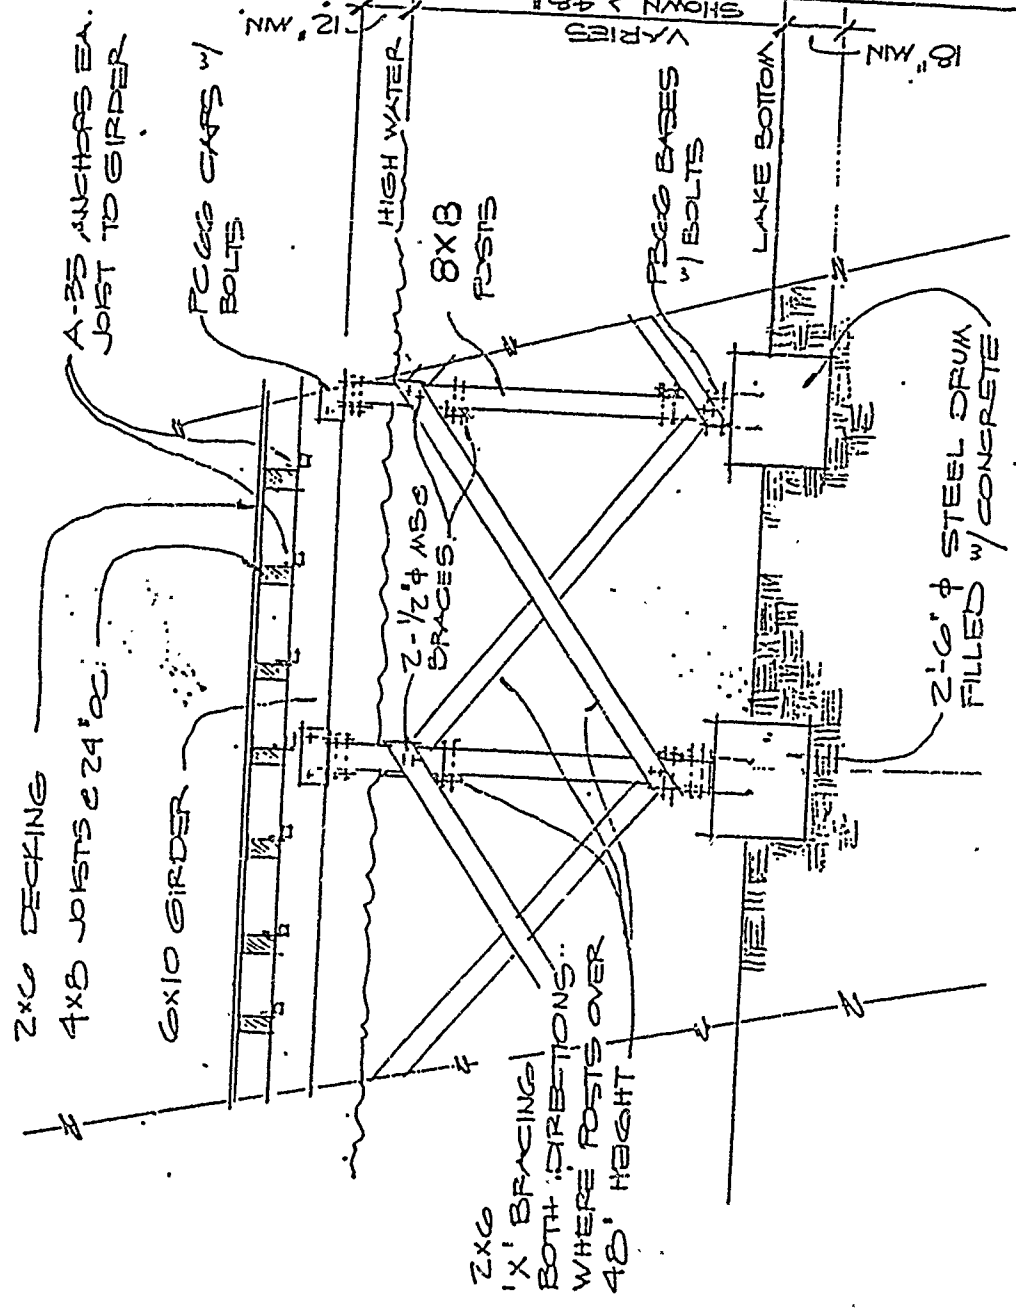 2X6 DECKING
4X8 JOISTS @ 24" OC.
6X10 GIRDER
A-35 ANCHORS EA.
JOIST TO GIRDER
PC66 CAPS W/
BOLTS
12" MIN
HIGH WATER
VARIES
SHOWN > 48"
8X8
POSTS
2-1/2"ϕ MB@
BRACES.
PB66 BASES
W/ BOLTS
LAKE BOTTOM
18" MIN
2X6
'X' BRACING
BOTH DIRECTIONS
WHERE POSTS OVER
48" HEIGHT
2'-6" ϕ STEEL DRUM
FILLED W/ CONCRETE